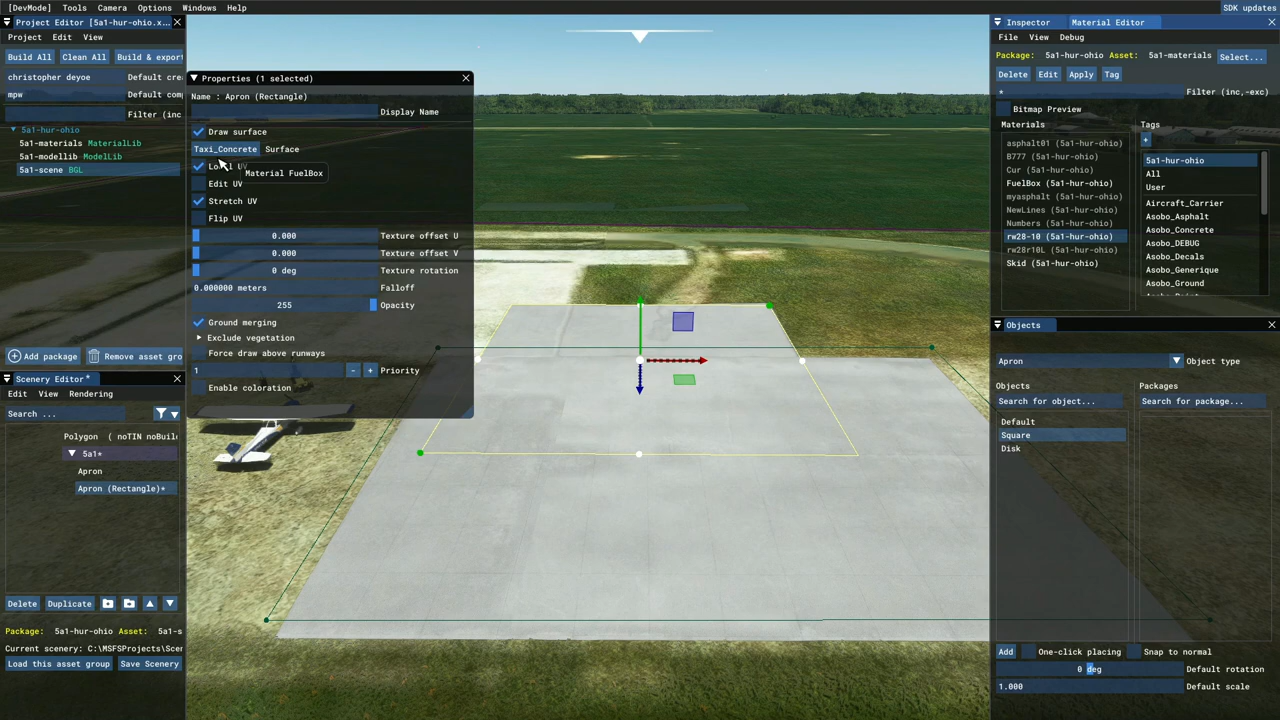 [DevMode] Tools Camera Options Windows Help SDK updates
Project Editor [5a1-hur-ohio.x...
Project Edit View
Build All Clean All Build & export
christopher deyoe Default cre
mpw Default com
Filter (inc
5a1-hur-ohio
5a1-materials MaterialLib
5a1-modellib ModelLib
5a1-scene BGL
Add package Remove asset gro
Scenery Editor*
File View Rendering
Search ...
Polygon ( noTIN noBuil
5a1*
Apron
Apron (Rectangle)*
Delete Duplicate
Package: 5a1-hur-ohio Asset: 5a1-s
Current scenery: C:\MSFSProjects\Scen
Load this asset group Save Scenery
Properties (1 selected)
Name : Apron (Rectangle)
Display Name
Draw surface
Taxi_Concrete Surface
Material FuelBox
Edit UV
Stretch UV
Flip UV
0.000 Texture offset U
0.000 Texture offset V
0 deg Texture rotation
0.000000 meters Falloff
255 Opacity
Ground merging
Exclude vegetation
Force draw above runways
1 - + Priority
Enable coloration
Inspector Material Editor
File View Debug
Package: 5a1-hur-ohio Asset: 5a1-materials Select...
Delete Edit Apply Tag
* Filter (inc,-exc)
Bitmap Preview
Materials
asphalt01 (5a1-hur-ohio)
B777 (5a1-hur-ohio)
Cur (5a1-hur-ohio)
FuelBox (5a1-hur-ohio)
myasphalt (5a1-hur-ohio)
NewLines (5a1-hur-ohio)
Numbers (5a1-hur-ohio)
rw28-10 (5a1-hur-ohio)
rw28r10L (5a1-hur-ohio)
Skid (5a1-hur-ohio)
Tags
+
5a1-hur-ohio
All
User
Aircraft_Carrier
Asobo_Asphalt
Asobo_Concrete
Asobo_DEBUG
Asobo_Decals
Asobo_Generique
Asobo_Ground
Objects
Apron Object type
Objects
Search for object...
Default
Square
Disk
Packages
Search for package...
Add One-click placing Snap to normal
0 deg Default rotation
1.000 Default scale